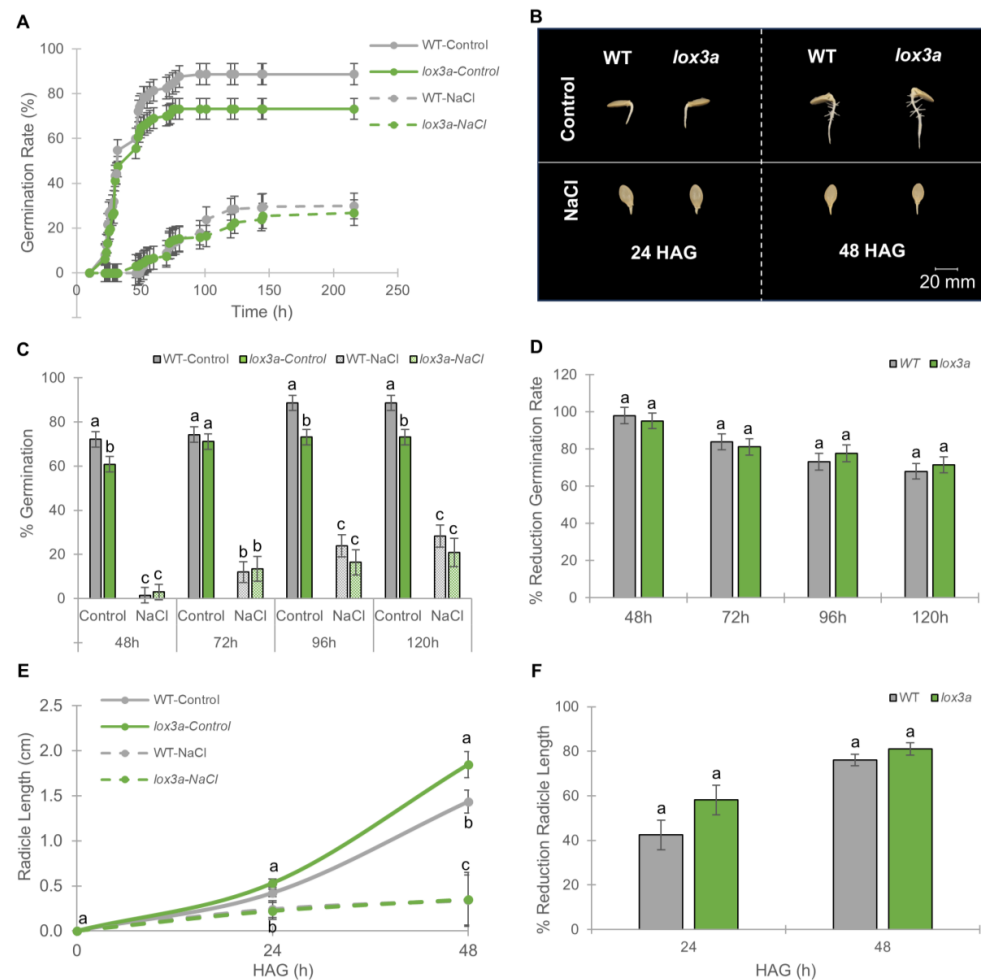 A
Germination Rate (%)
100
80
60
40
20
0
0
50
100
150
200
250
Time (h)
WT-Control
lox3a-Control
WT-NaCl
lox3a-NaCl
B
WT
lox3a
WT
lox3a
Control
NaCl
24 HAG
48 HAG
20 mm
C
WT-Control
lox3a-Control
WT-NaCl
lox3a-NaCl
% Germination
100
80
60
40
20
0
a
b
c
c
a
a
b
b
a
b
c
c
a
b
c
c
Control
NaCl
Control
NaCl
Control
NaCl
Control
NaCl
48h
72h
96h
120h
D
WT
lox3a
% Reduction Germination Rate
120
100
80
60
40
20
0
a
a
a
a
a
a
a
a
48h
72h
96h
120h
E
WT-Control
lox3a-Control
WT-NaCl
lox3a-NaCl
Radicle Length (cm)
2.5
2.0
1.5
1.0
0.5
0.0
a
a
b
a
b
c
0
24
48
HAG (h)
F
WT
lox3a
% Reduction Radicle Length
100
80
60
40
20
0
a
a
a
a
24
48
HAG (h)